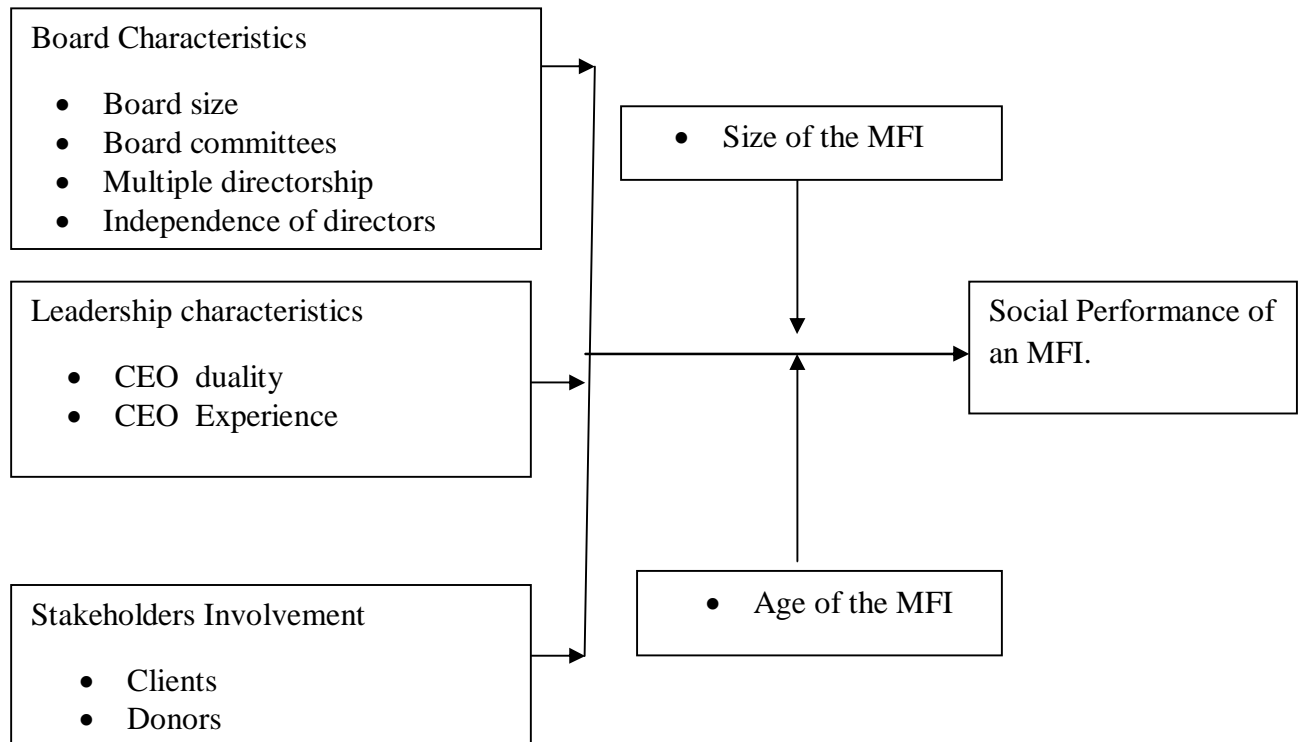 Board Characteristics
• Board size
• Board committees
• Multiple directorship
• Independence of directors
• Size of the MFI
Leadership characteristics
• CEO duality
• CEO Experience
Social Performance of
an MFI.
• Age of the MFI
Stakeholders Involvement
• Clients
• Donors